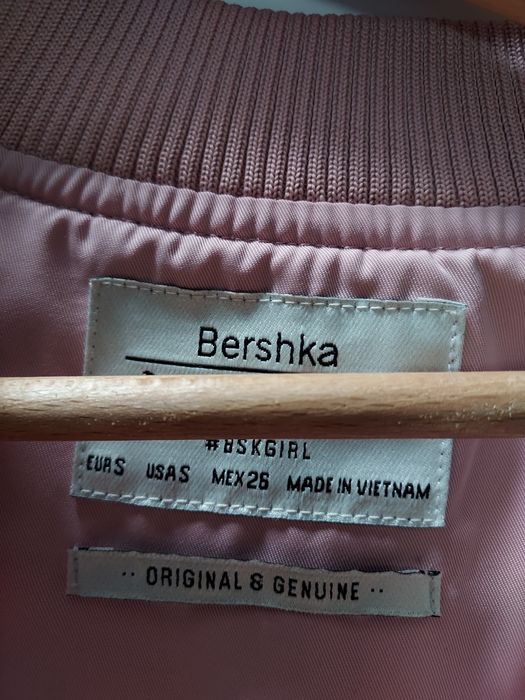 Bershka
#BSKGIRL
EUR S USA S MEX 26 MADE IN VIETNAM
·· ORIGINAL & GENUINE ··